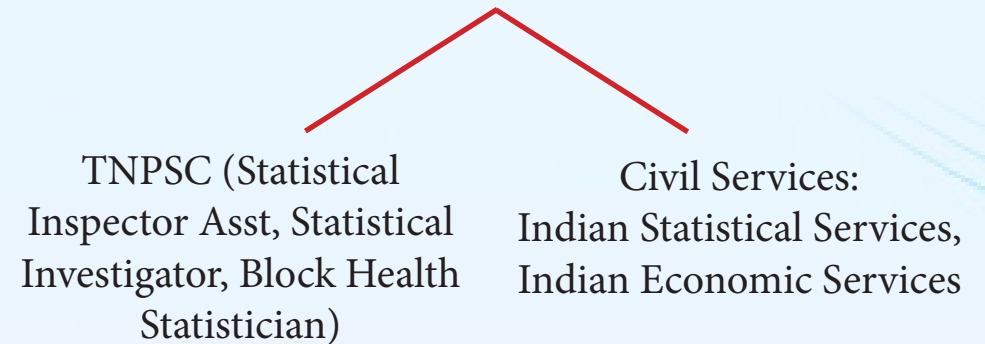 TNPSC (Statistical
Inspector Asst, Statistical
Investigator, Block Health
Statistician)
Civil Services:
Indian Statistical Services,
Indian Economic Services